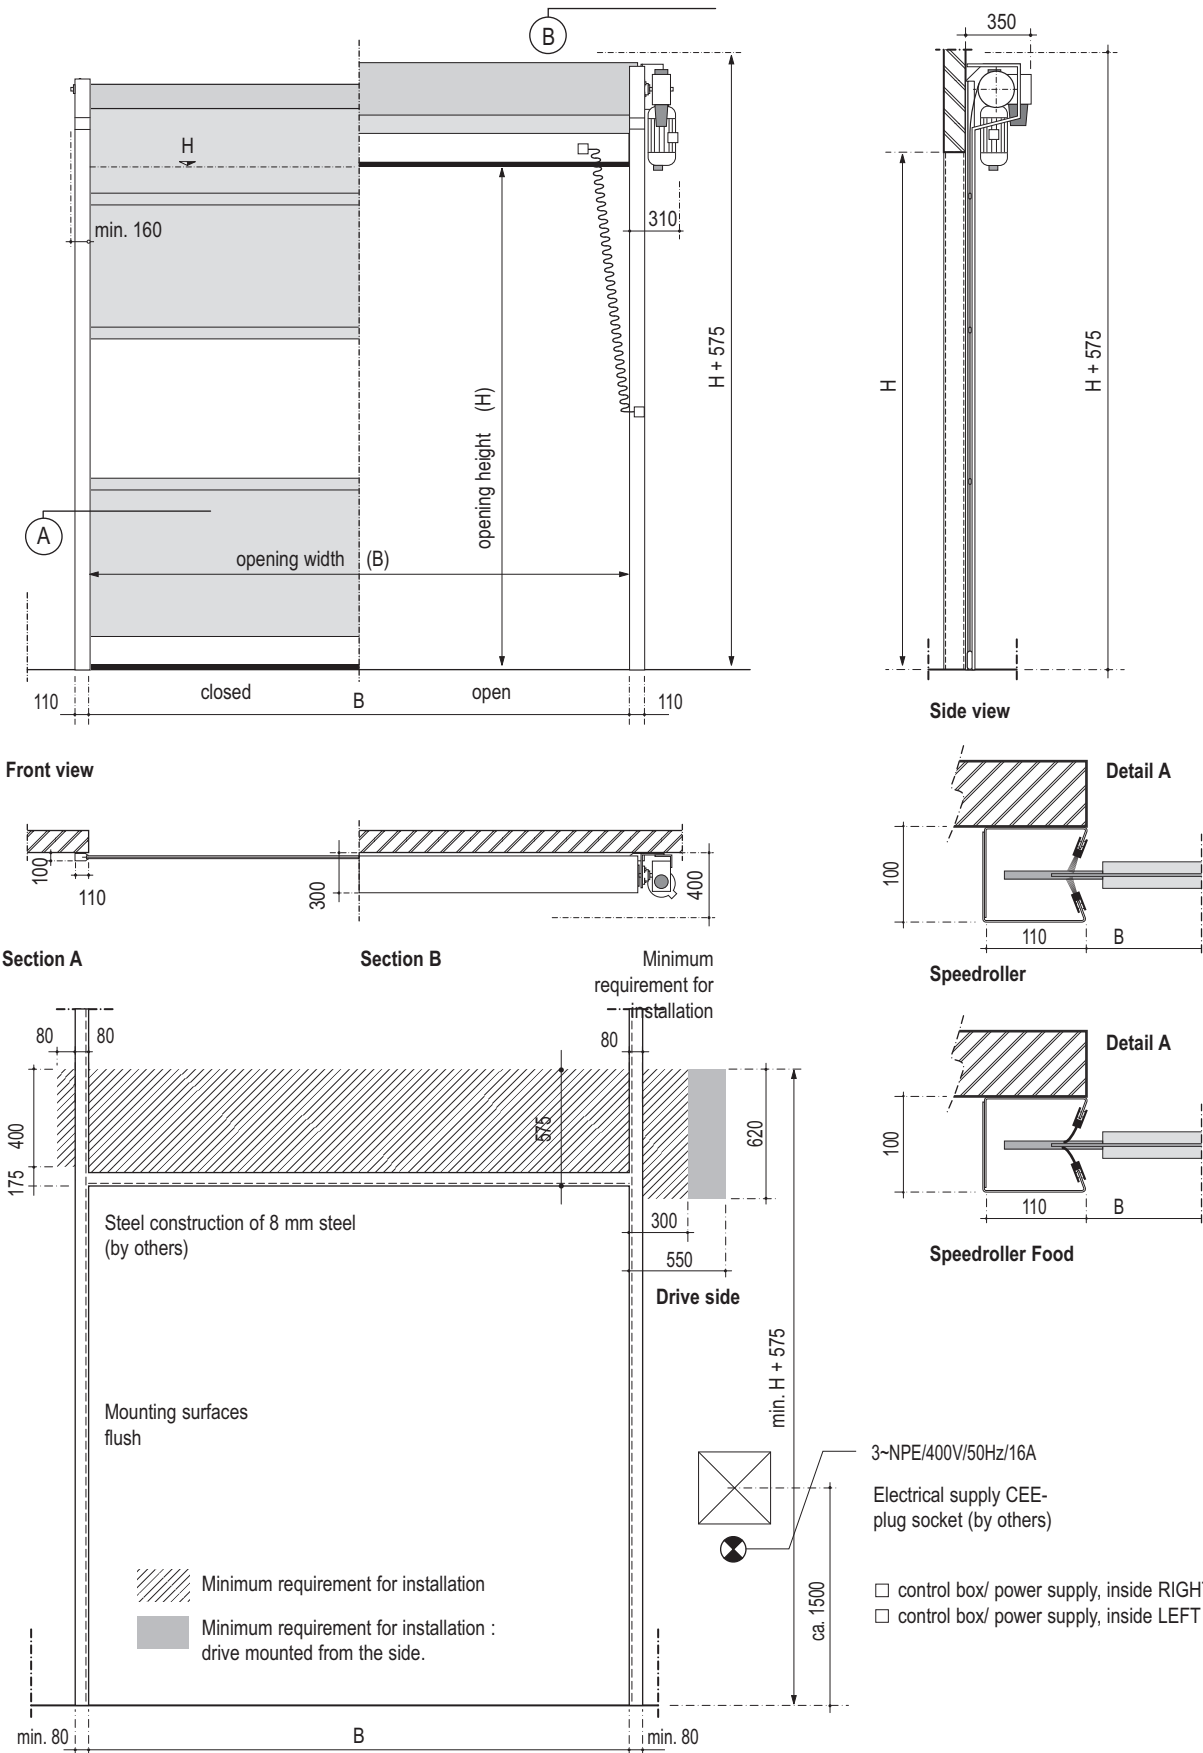 B
350
H
min. 160
310
H + 575
opening height (H)
H
H + 575
A
opening width (B)
closed
open
110
B
110
Side view
Front view
Detail A
100
110
300
400
100
110
B
Section A
Section B
Minimum
requirement for
installation
Speedroller
80
80
80
Detail A
400
175
575
620
100
110
B
Steel construction of 8 mm steel
(by others)
300
550
Speedroller Food
Drive side
min. H + 575
Mounting surfaces
flush
3~NPE/400V/50Hz/16A
Electrical supply CEE-
plug socket (by others)
Minimum requirement for installation
Minimum requirement for installation :
drive mounted from the side.
ca. 1500
□ control box/ power supply, inside RIGH
□ control box/ power supply, inside LEFT
min. 80
B
min. 80